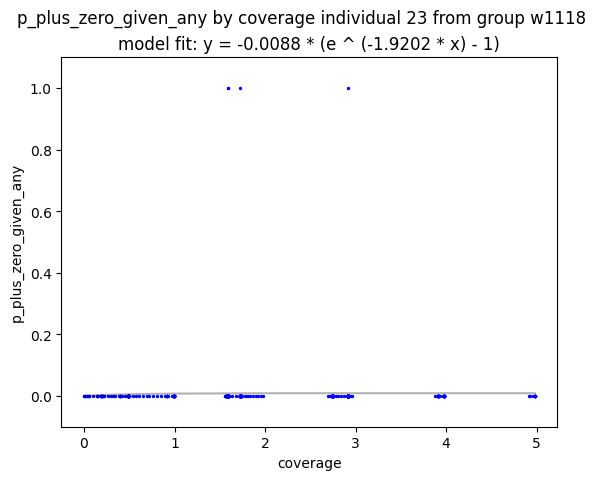 p_plus_zero_given_any by coverage individual 23 from group w1118
model fit: y = -0.0088 * (e ^ (-1.9202 * x) - 1)
1.0
0.8
0.6
0.4
0.2
0.0
p_plus_zero_given_any
0 1 2 3 4 5
coverage